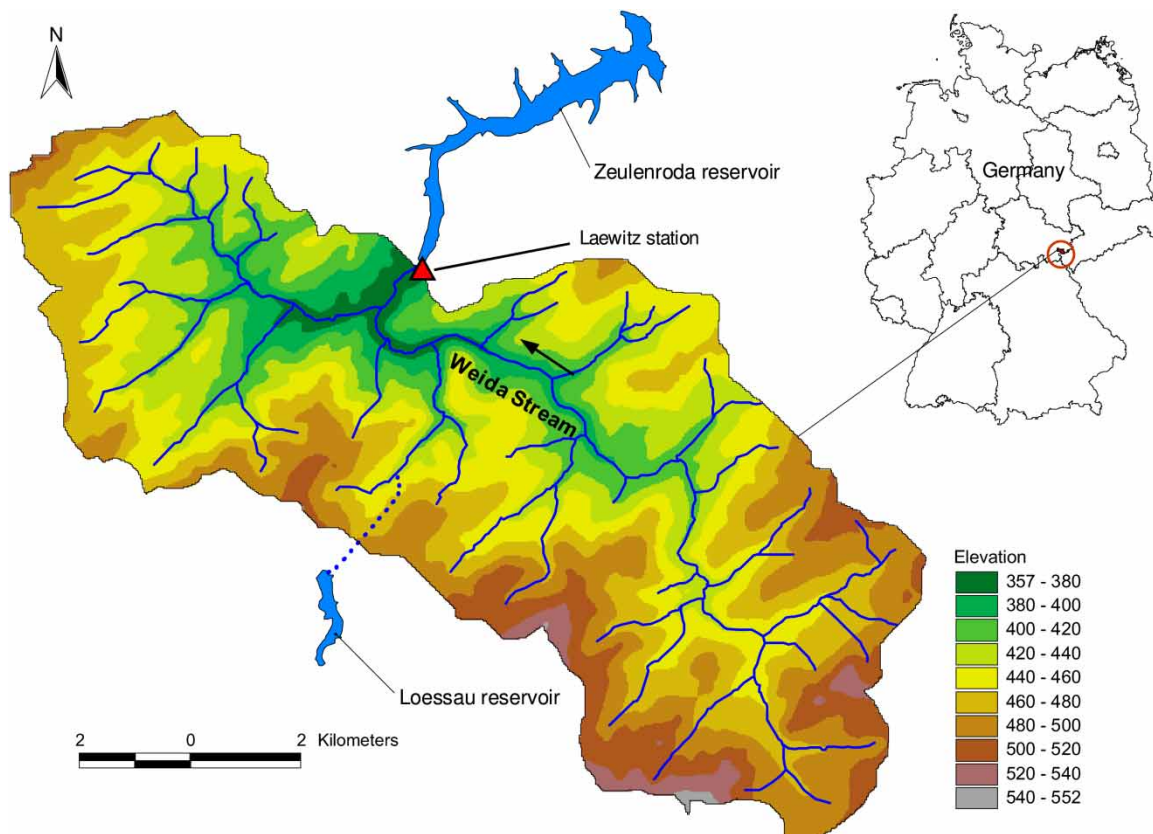 N
Zeulenroda reservoir
Germany
Laewitz station
Weida Stream
Loessau reservoir
2 0 2 Kilometers
Elevation
357 - 380
380 - 400
400 - 420
420 - 440
440 - 460
460 - 480
480 - 500
500 - 520
520 - 540
540 - 552